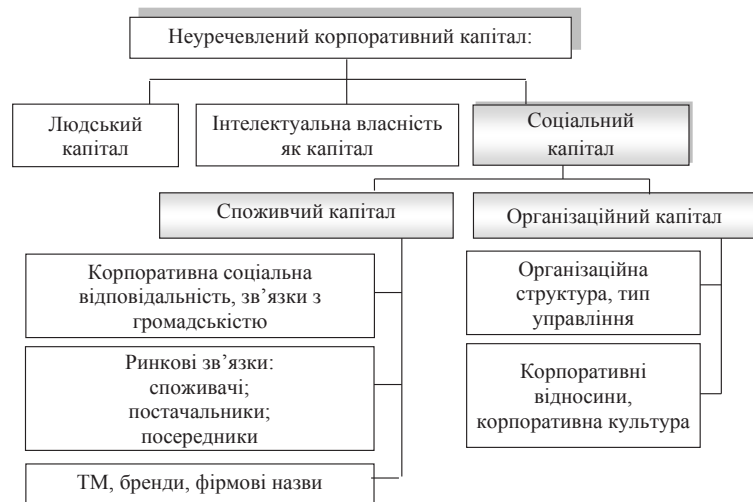 Неуречевлений корпоративний капітал:
Людський
капітал
Інтелектуальна власність
як капітал
Соціальний
капітал
Споживчий капітал
Організаційний капітал
Корпоративна соціальна
відповідальність, зв’язки з
громадськістю
Ринкові зв’язки:
споживачі;
постачальники;
посередники
ТМ, бренди, фірмові назви
Організаційна
структура, тип
управління
Корпоративні
відносини,
корпоративна культура